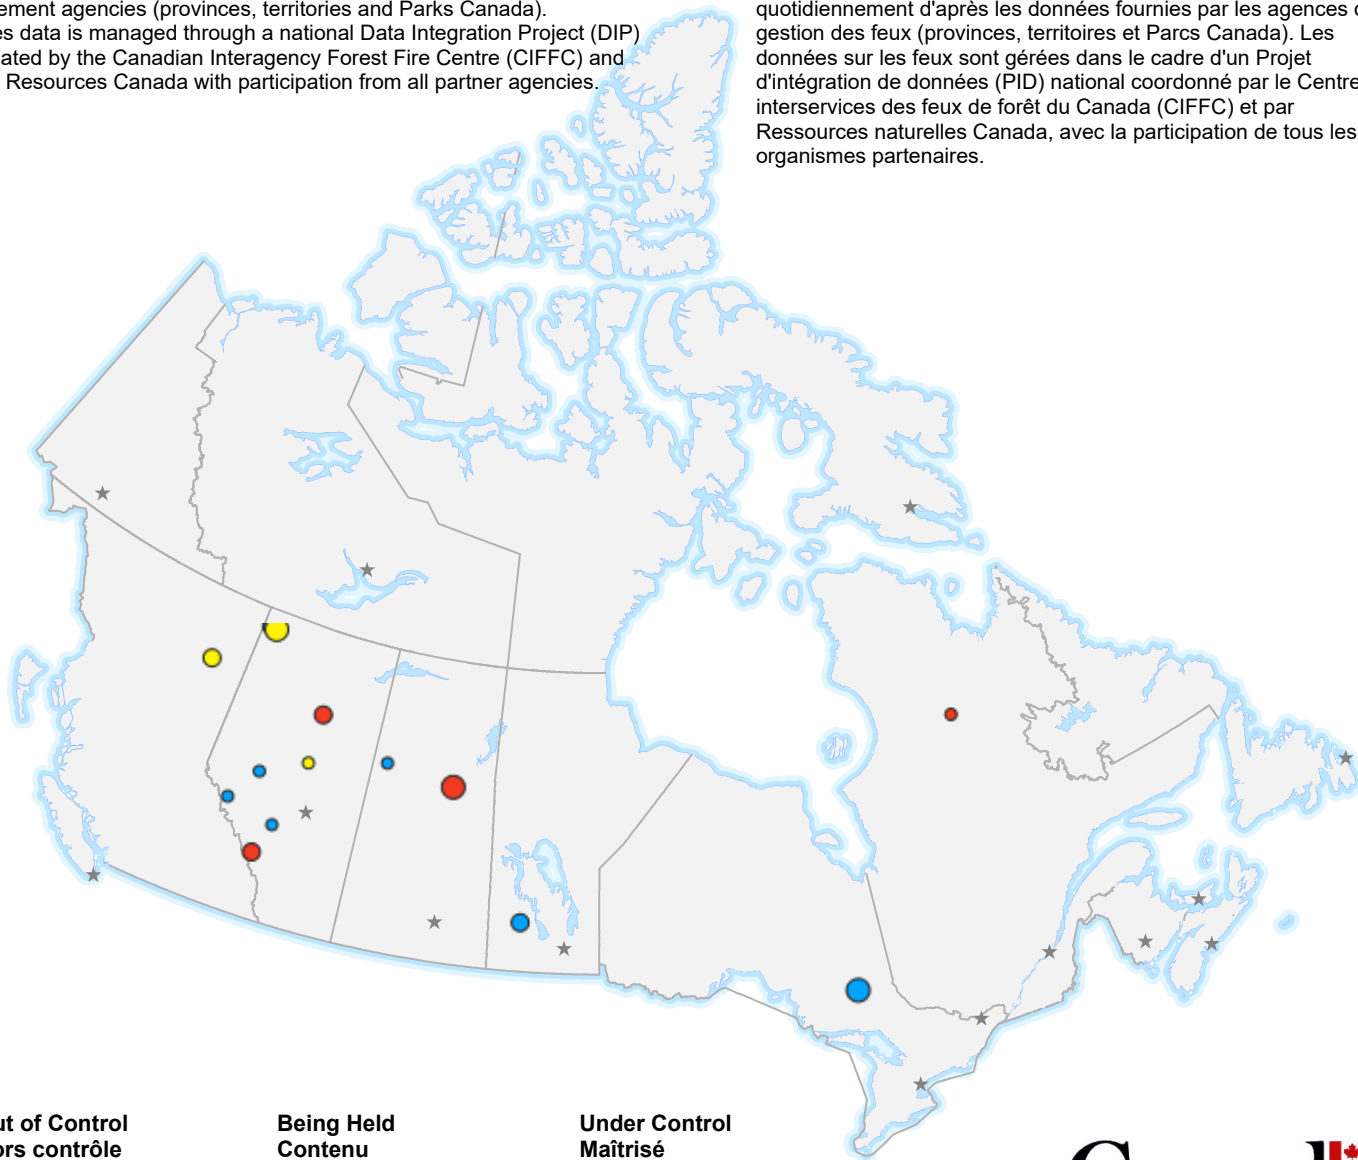 ement agencies (provinces, territories and Parks Canada).
es data is managed through a national Data Integration Project (DIP)
ated by the Canadian Interagency Forest Fire Centre (CIFFC) and
Resources Canada with participation from all partner agencies.
quotidiennement d'après les données fournies par les agences d
gestion des feux (provinces, territoires et Parcs Canada). Les
données sur les feux sont gérées dans le cadre d'un Projet
d'intégration de données (PID) national coordonné par le Centre
interservices des feux de forêt du Canada (CIFFC) et par
Ressources naturelles Canada, avec la participation de tous les
organismes partenaires.
ut of Control
ors contrôle
Being Held
Contenu
Under Control
Maîtrisé